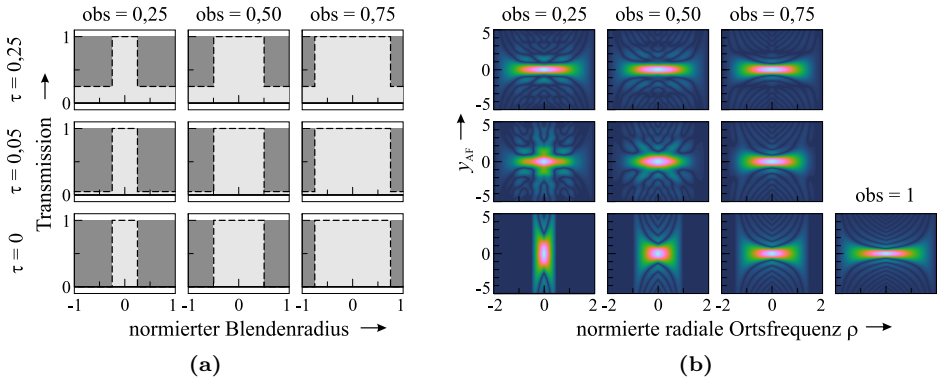 obs = 0,25 obs = 0,50 obs = 0,75
τ = 0,25
τ = 0,05
τ = 0
Transmission
1
0
1
0
1
0
-1 0 1 -1 0 1 -1 0 1
normierter Blendenradius
(a)
obs = 0,25 obs = 0,50 obs = 0,75
y_AF
5
0
-5
5
0
-5
obs = 1
5
0
-5
-2 0 2 -2 0 2 -2 0 2 -2 0 2
normierte radiale Ortsfrequenz ρ
(b)